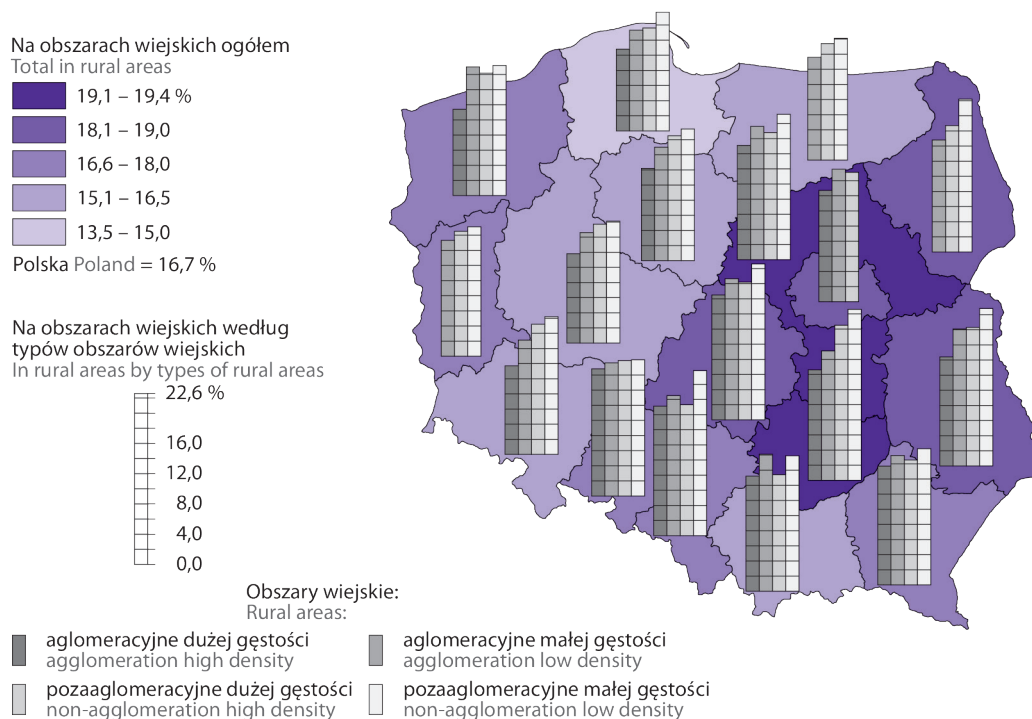 Na obszarach wiejskich ogółem
Total in rural areas
19,1 – 19,4 %
18,1 – 19,0
16,6 – 18,0
15,1 – 16,5
13,5 – 15,0
Polska Poland = 16,7 %
Na obszarach wiejskich według
typów obszarów wiejskich
In rural areas by types of rural areas
22,6 %
16,0
12,0
8,0
4,0
0,0
Obszary wiejskie:
Rural areas:
aglomeracyjne dużej gęstości
agglomeration high density
aglomeracyjne małej gęstości
agglomeration low density
pozaaglomeracyjne dużej gęstości
non-agglomeration high density
pozaaglomeracyjne małej gęstości
non-agglomeration low density